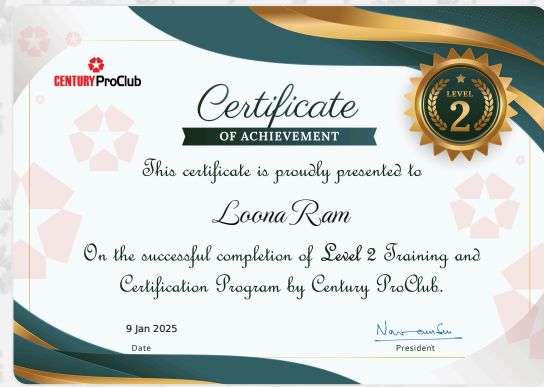 CENTURY ProClub
LEVEL
2
Certificate
OF ACHIEVEMENT
This certificate is proudly presented to
Loona Ram
On the successful completion of Level 2 Training and
Certification Program by Century ProClub.
9 Jan 2025
Date
President